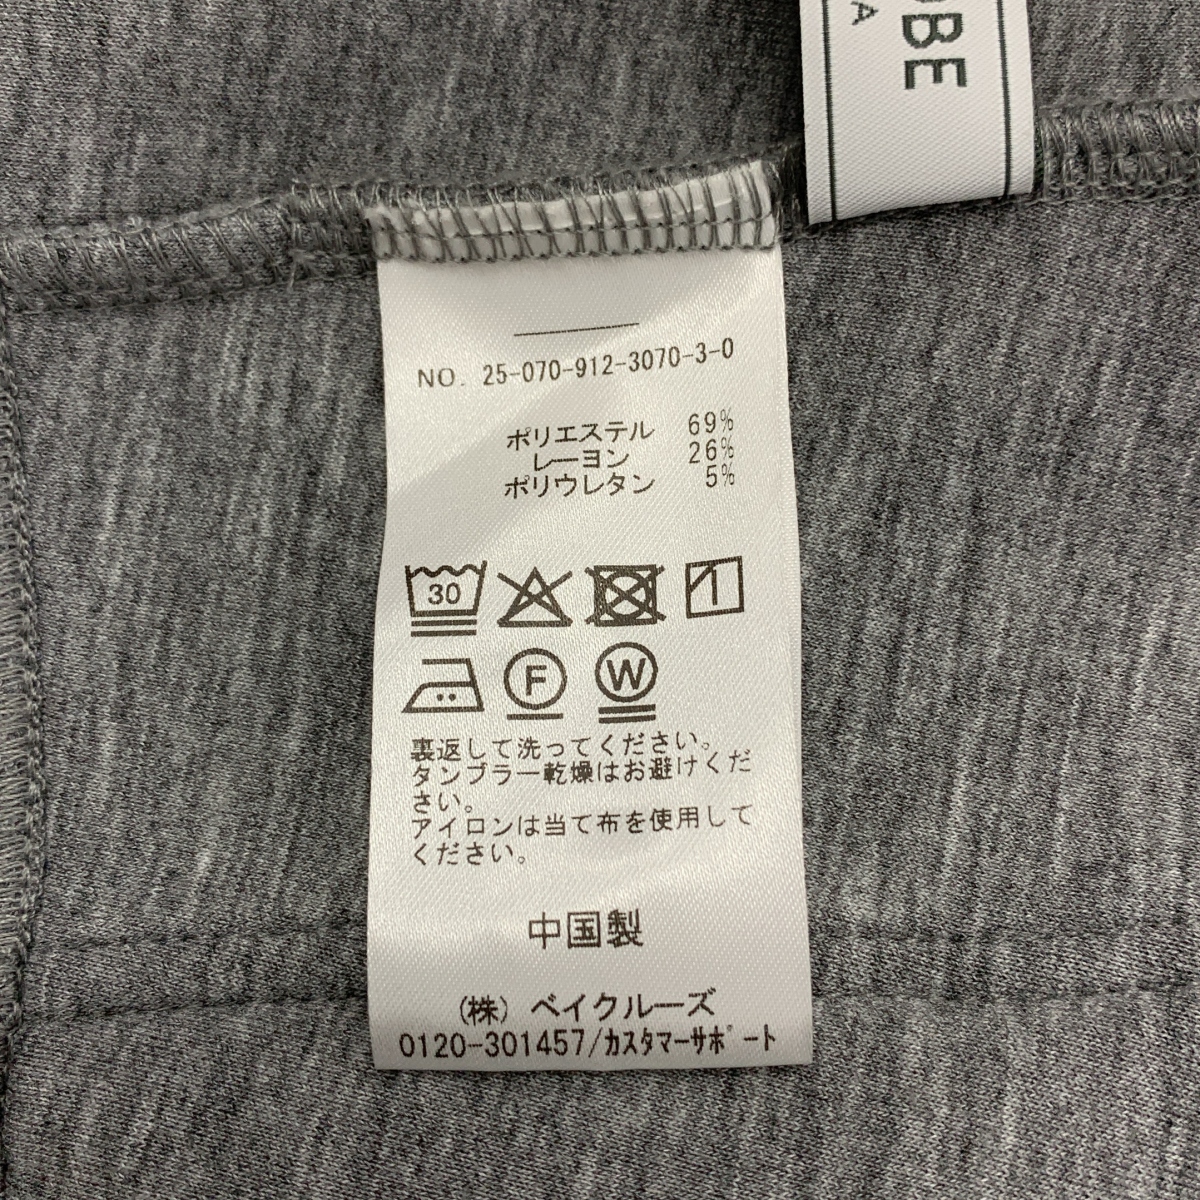 OBE
A
NO. 25-070-912-3070-3-0
ポリエステル 69%
レーヨン 26%
ポリウレタン 5%
30
F
W
裏返して洗ってください。
タンブラー乾燥はお避けくだ
さい。
アイロンは当て布を使用して
ください。
中国製
(株) ベイクルーズ
0120-301457/カスタマーサポート